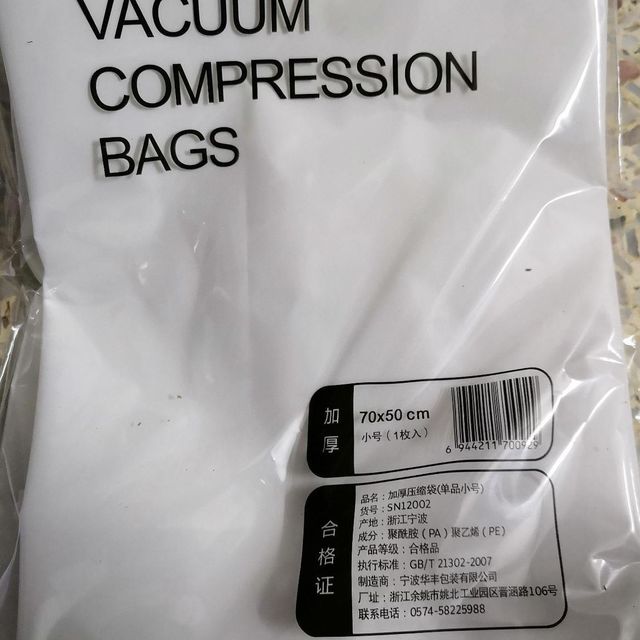 VACUUM
COMPRESSION
BAGS
加厚
70x50 cm
小号（1枚入）
6 944211 700929
合格证
品名：加厚压缩袋(单品小号)
货号：SN12002
产地：浙江宁波
成分：聚酰胺（PA）聚乙烯（PE）
产品等级：合格品
执行标准：GB/T 21302-2007
制造商：宁波华丰包装有限公司
厂址：浙江余姚市姚北工业园区晋涵路106号
联系电话：0574-58225988